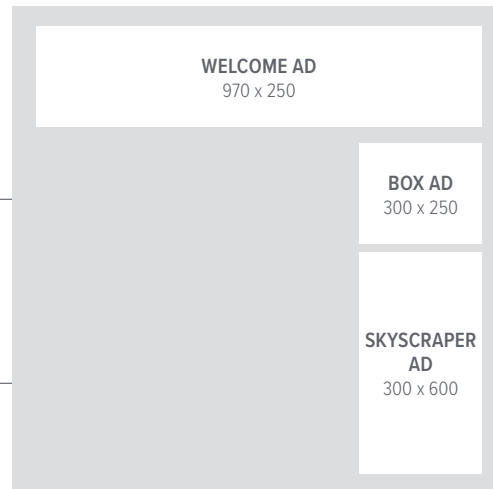 WELCOME AD
970 x 250
BOX AD
300 x 250
SKYSCRAPER
AD
300 x 600